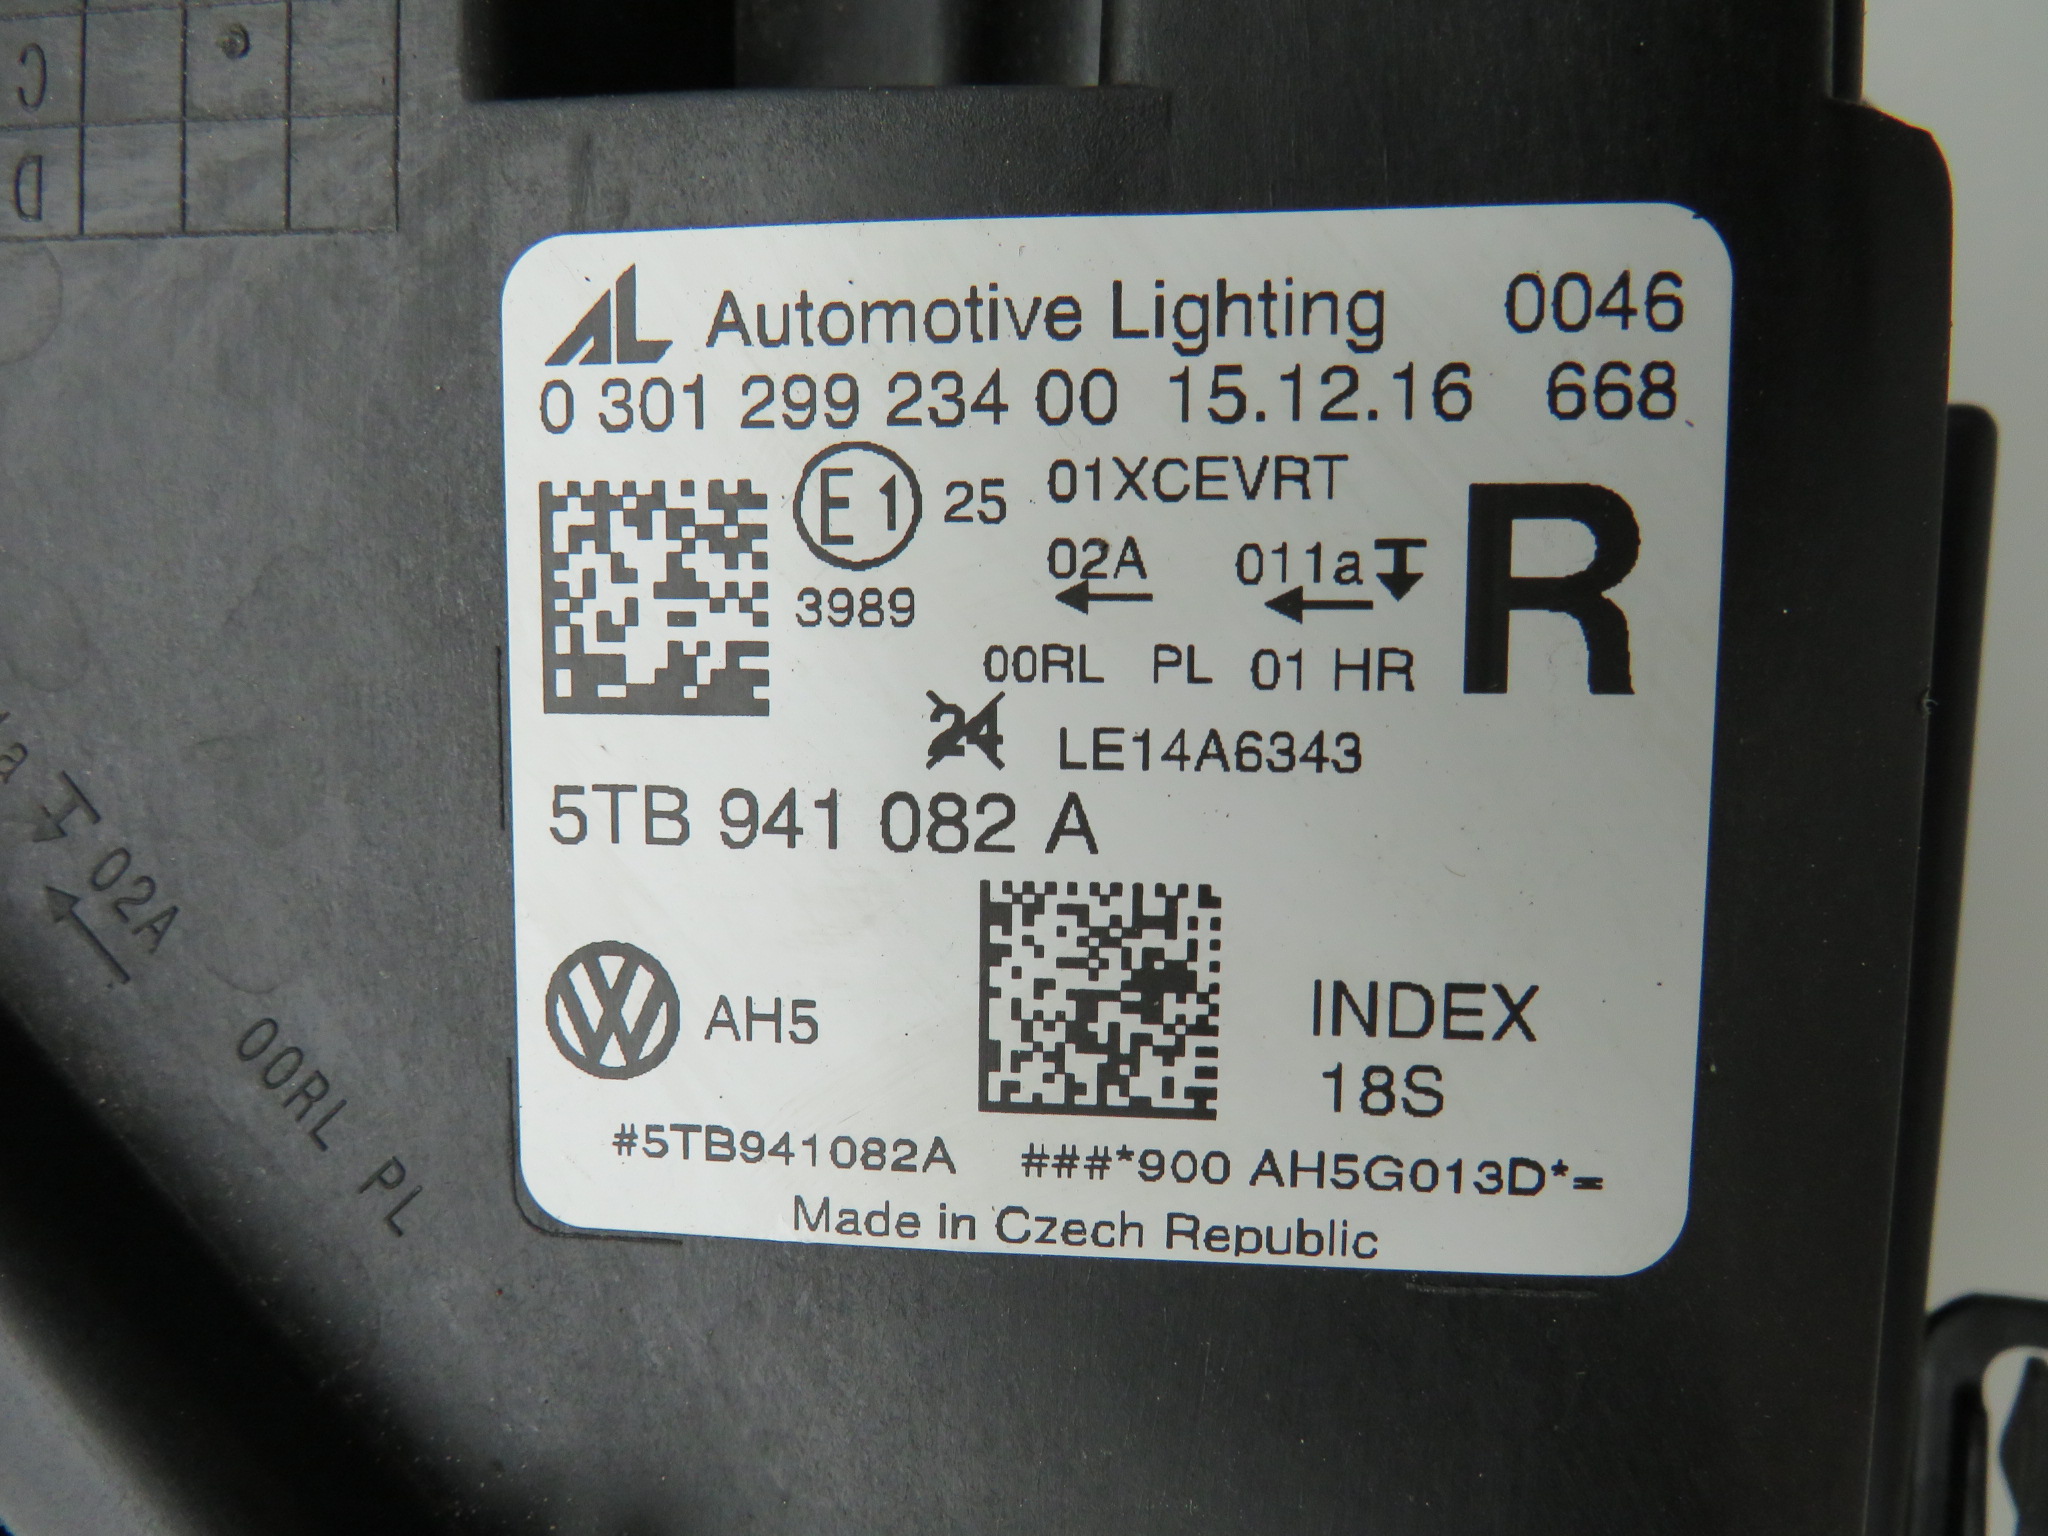 C
D
AL Automotive Lighting 0046
0 301 299 234 00 15.12.16 668
E1 25 01XCEVRT R
3989 02A 011a
00RL PL 01 HR
24 LE14A6343
5TB 941 082 A
AH5 INDEX
18S
#5TB941082A ###*900 AH5G013D*=
Made in Czech Republic
a 02A
00RL PL